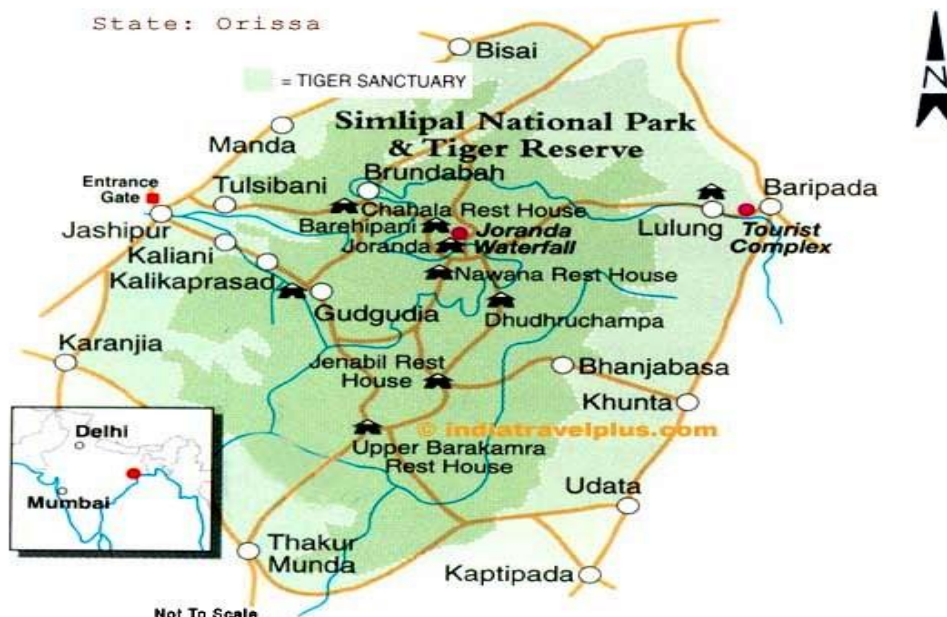 State: Orissa
N
Bisai
= TIGER SANCTUARY
Simlipal National Park
& Tiger Reserve
Manda
Brundabah
Entrance
Gate
Tulsibani
Baripada
Chahala Rest House
Jashipur
Barehipani
Joranda
Waterfall
Lulung
Tourist
Complex
Joranda
Kaliani
Nawana Rest House
Kalikaprasad
Gudgudia
Dhudhruchampa
Karanjia
Jenabil Rest
House
Bhanjabasa
Khunta
Delhi
© indiatravelplus.com
Upper Barakamra
Rest House
Mumbai
Udata
Thakur
Munda
Kaptipada
Not To Scale